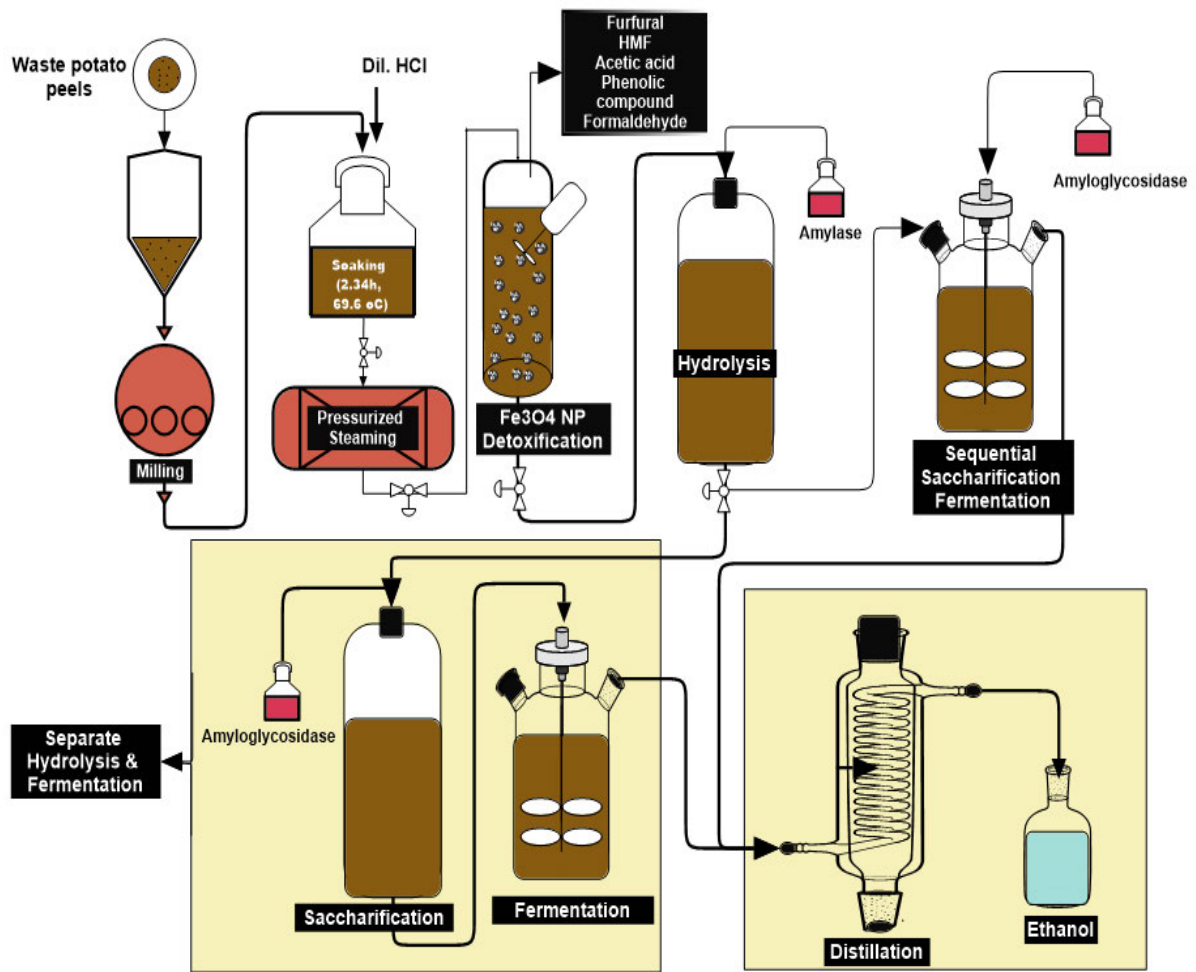 Waste potato
peels
Dil. HCl
Furfural
HMF
Acetic acid
Phenolic
compound
Formaldehyde
Amylase
Amyloglycosidase
Soaking
(2.34h,
69.6 oC)
Pressurized
Steaming
Milling
Fe3O4 NP
Detoxification
Hydrolysis
Sequential
Saccharification
Fermentation
Separate
Hydrolysis &
Fermentation
Amyloglycosidase
Saccharification
Fermentation
Distillation
Ethanol